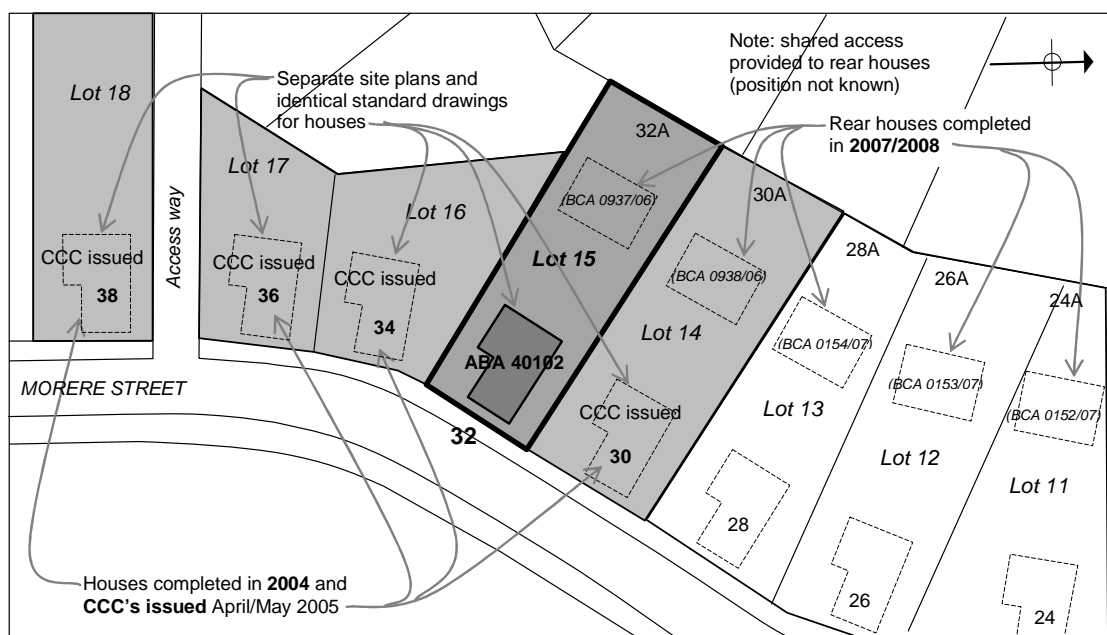 Lot 18
Separate site plans and
identical standard drawings
for houses
Note: shared access
provided to rear houses
(position not known)
32A
Rear houses completed
in 2007/2008
Lot 17
Access way
Lot 16
(BCA 0937/06)
30A
Lot 15
28A
26A
24A
CCC issued
38
CCC issued
36
CCC issued
34
(BCA 0938/06)
Lot 14
(BCA 0154/07)
(BCA 0153/07)
(BCA 0152/07)
MORERE STREET
ABA 40102
32
CCC issued
30
Lot 13
Lot 12
Lot 11
28
26
24
Houses completed in 2004 and
CCC's issued April/May 2005